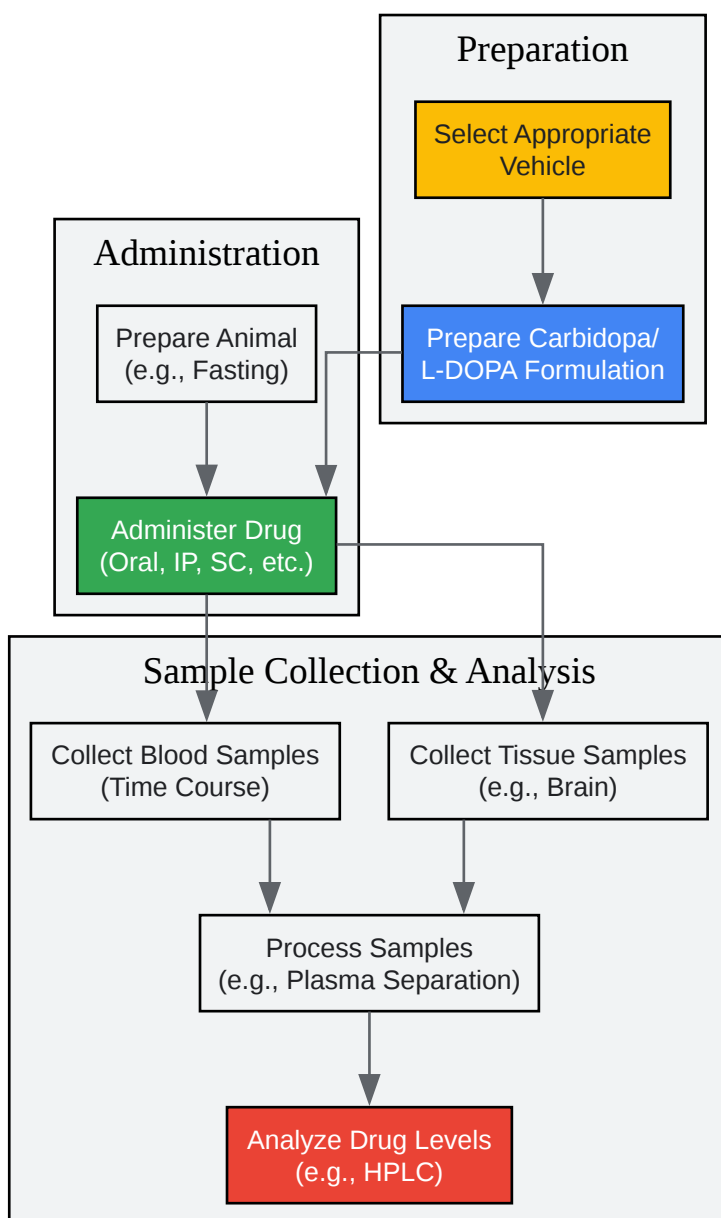 Preparation
Select Appropriate
Vehicle
Prepare Carbidopa/
L-DOPA Formulation
Administration
Prepare Animal
(e.g., Fasting)
Administer Drug
(Oral, IP, SC, etc.)
Sample Collection & Analysis
Collect Blood Samples
(Time Course)
Collect Tissue Samples
(e.g., Brain)
Process Samples
(e.g., Plasma Separation)
Analyze Drug Levels
(e.g., HPLC)